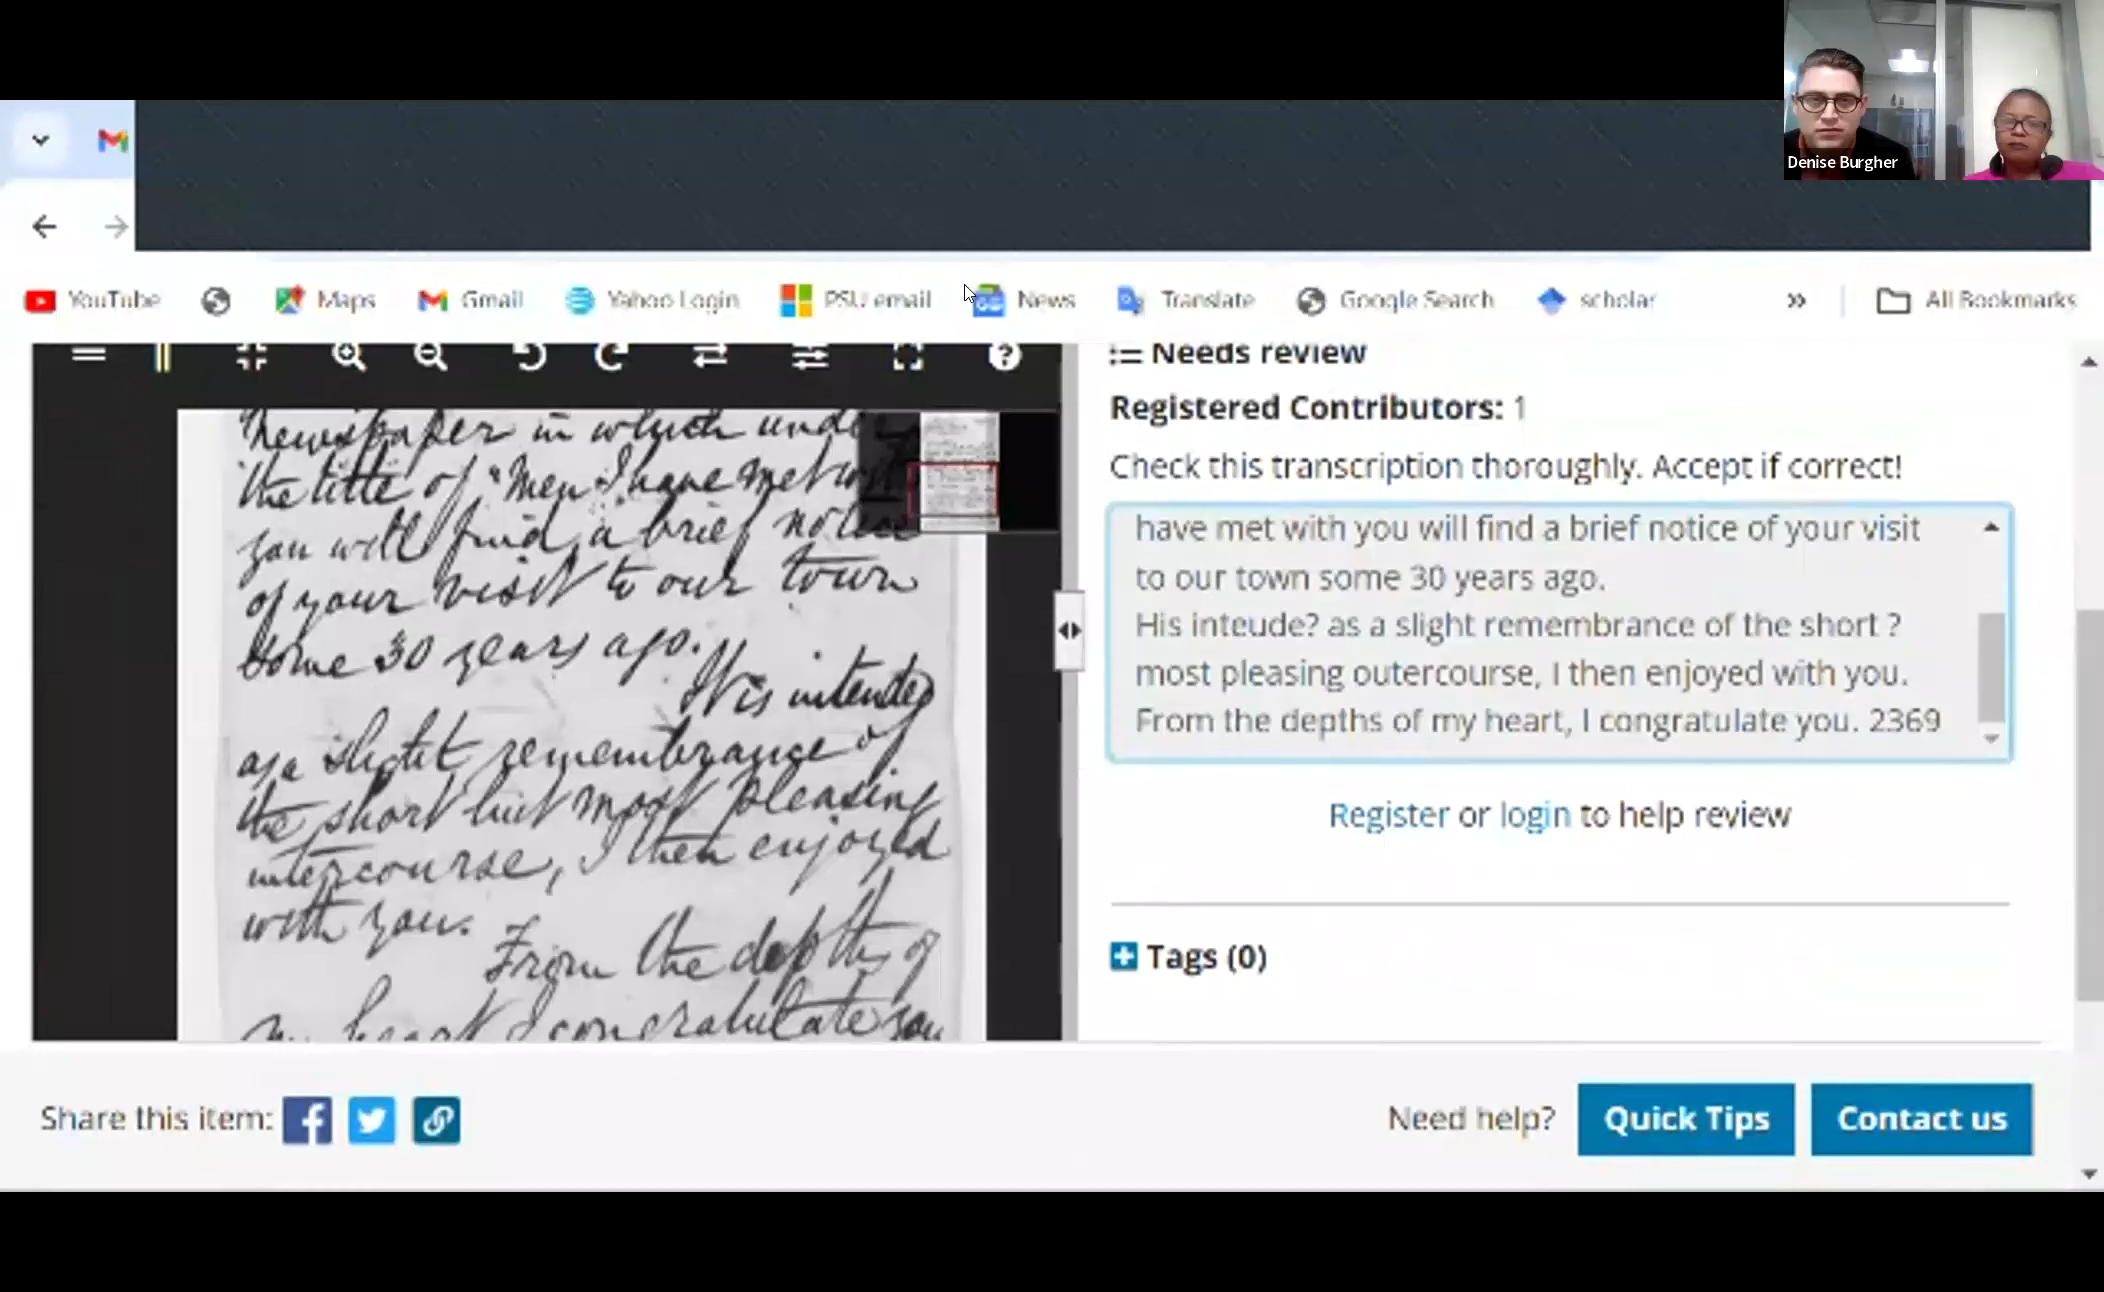 Denise Burgher
YouTube
Maps
Gmail
Yahoo Login
PSU email
News
Translate
Google Search
scholar
»
All Bookmarks
Newspaper in which unde
the title of "Men I have met
you will find a brief notice
of your visit to our town
some 30 years ago.
It is intended
as a slight remembrance of
the short but most pleasing
intercourse, I then enjoyed
with you.
From the depths of
my heart I congratulate you
Needs review
Registered Contributors: 1
Check this transcription thoroughly. Accept if correct!
have met with you will find a brief notice of your visit
to our town some 30 years ago.
His inteude? as a slight remembrance of the short ?
most pleasing outercourse, I then enjoyed with you.
From the depths of my heart, I congratulate you. 2369
Register or login to help review
Tags (0)
Share this item:
Need help?
Quick Tips
Contact us